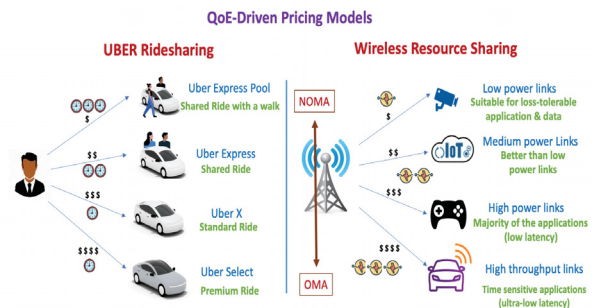 QoE-Driven Pricing Models
UBER Ridesharing
Uber Express Pool
Shared Ride with a walk
$
Uber Express
Shared Ride
$$
Uber X
Standard Ride
$$$
Uber Select
Premium Ride
$$$$
Wireless Resource Sharing
NOMA
OMA
Low power links
Suitable for loss-tolerable
application & data
$
IoT
Medium power Links
Better than low
power links
$$
High power links
Majority of the applications
(low latency)
$$$
High throughput links
Time sensitive applications
(ultra-low latency)
$$$$